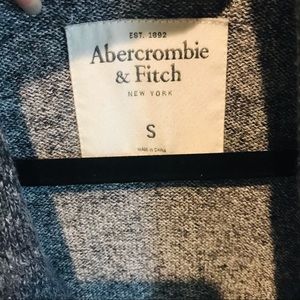 EST. 1892
Abercrombie
& Fitch
NEW YORK
S
MADE IN CHINA